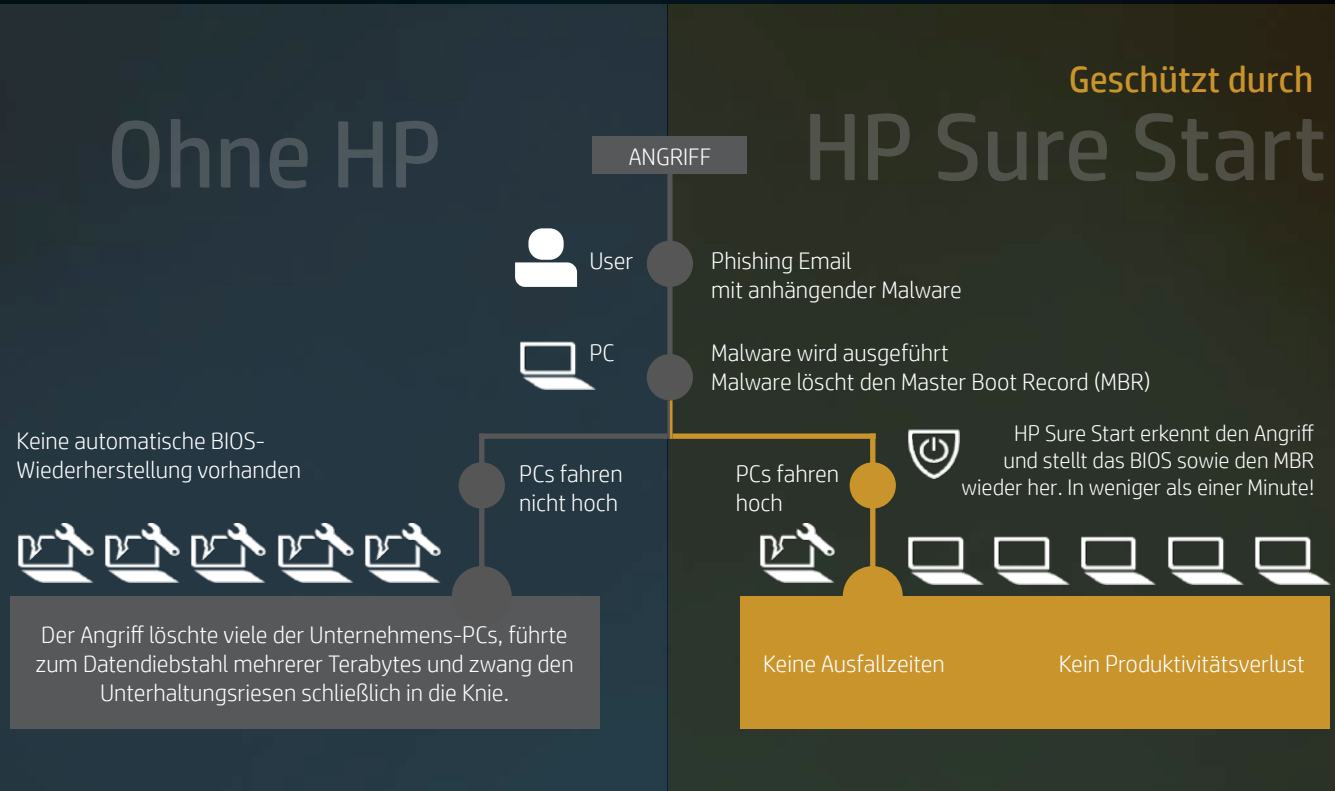 Geschützt durch
Ohne HP
HP Sure Start
ANGRIFF
User
Phishing Email
mit anhängender Malware
PC
Malware wird ausgeführt
Malware löscht den Master Boot Record (MBR)
Keine automatische BIOS-
Wiederherstellung vorhanden
PCs fahren
nicht hoch
PCs fahren
hoch
HP Sure Start erkennt den Angriff
und stellt das BIOS sowie den MBR
wieder her. In weniger als einer Minute!
Der Angriff löschte viele der Unternehmens-PCs, führte
zum Datendiebstahl mehrerer Terabytes und zwang den
Unterhaltungsriesen schließlich in die Knie.
Keine Ausfallzeiten
Kein Produktivitätsverlust